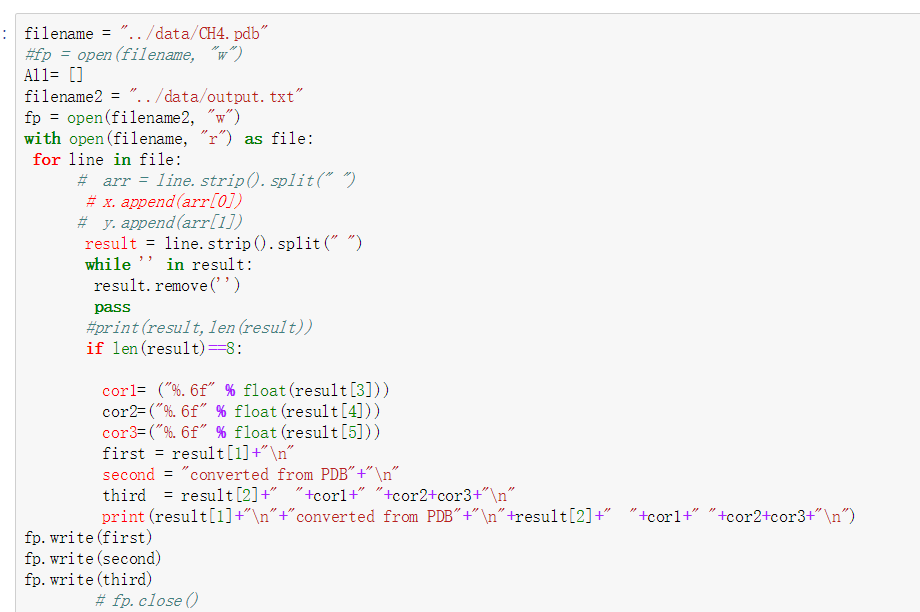 :
filename = "../data/CH4.pdb"
#fp = open(filename, "w")
All= []
filename2 = "../data/output.txt"
fp = open(filename2, "w")
with open(filename, "r") as file:
 for line in file:
      #  arr = line.strip().split(" ")
       # x.append(arr[0])
      #  y.append(arr[1])
       result = line.strip().split(" ")
       while '' in result:
        result.remove('')
        pass
       #print(result,len(result))
       if len(result)==8:

         cor1= ("%.6f" % float(result[3]))
         cor2=("%.6f" % float(result[4]))
         cor3=("%.6f" % float(result[5]))
         first = result[1]+"\n"
         second = "converted from PDB"+"\n"
         third  = result[2]+"  "+cor1+" "+cor2+cor3+"\n"
         print(result[1]+"\n"+"converted from PDB"+"\n"+result[2]+"  "+cor1+" "+cor2+cor3+"\n")
fp.write(first)
fp.write(second)
fp.write(third)
        # fp.close()